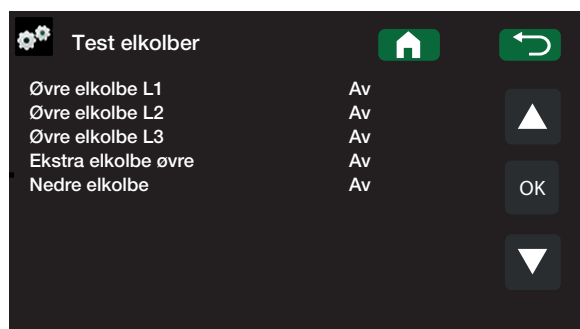 Test elkolber
Øvre elkolbe L1 Av
Øvre elkolbe L2 Av
Øvre elkolbe L3 Av
Ekstra elkolbe øvre Av
Nedre elkolbe Av
OK